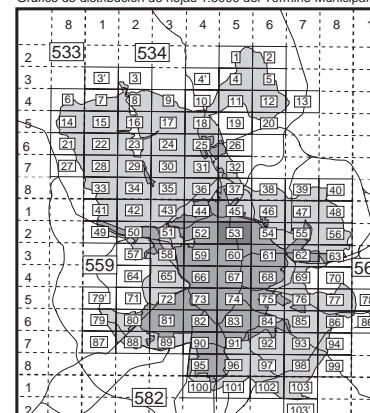 Gráfico de distribución de hojas 1:5000 del Término Municipal
8 1 2 3 4 5 6 7 8
533 534
2 1 2
3 3' 3 4' 4 5
4 6 7 8 9 10 11 12 13
5 14 15 16 17 18 19 20
6 21 22 23 24 25 26
7 27 28 29 30 31 32
8 33 34 35 36 37 38 39 40
1 41 42 43 44 45 46 47 48
2 49 50 51 52 53 54 55 56
3 559 57 58 59 60 61 62 63
4 64 65 66 67 68 69 70
5 79' 71 72 73 74 75 76 77
6 79 80 81 82 83 84 85 86
7 87 88 89 90 91 92 93 94
8 95 96 97 98 99
1 582 100 101 102 103
103'